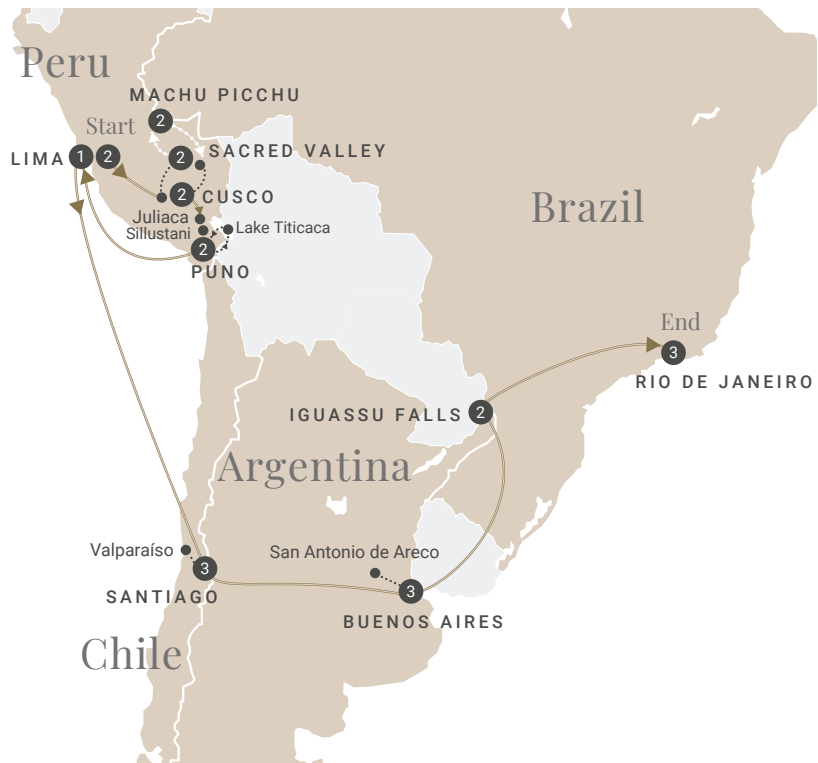 Peru
MACHU PICCHU
2
Start
LIMA 1 2
2 SACRED VALLEY
2 CUSCO
Juliaca
Sillustani
Lake Titicaca
2
PUNO
Brazil
End
3
RIO DE JANEIRO
IGUASSU FALLS 2
Argentina
Valparaíso
San Antonio de Areco
3
SANTIAGO
3
BUENOS AIRES
Chile